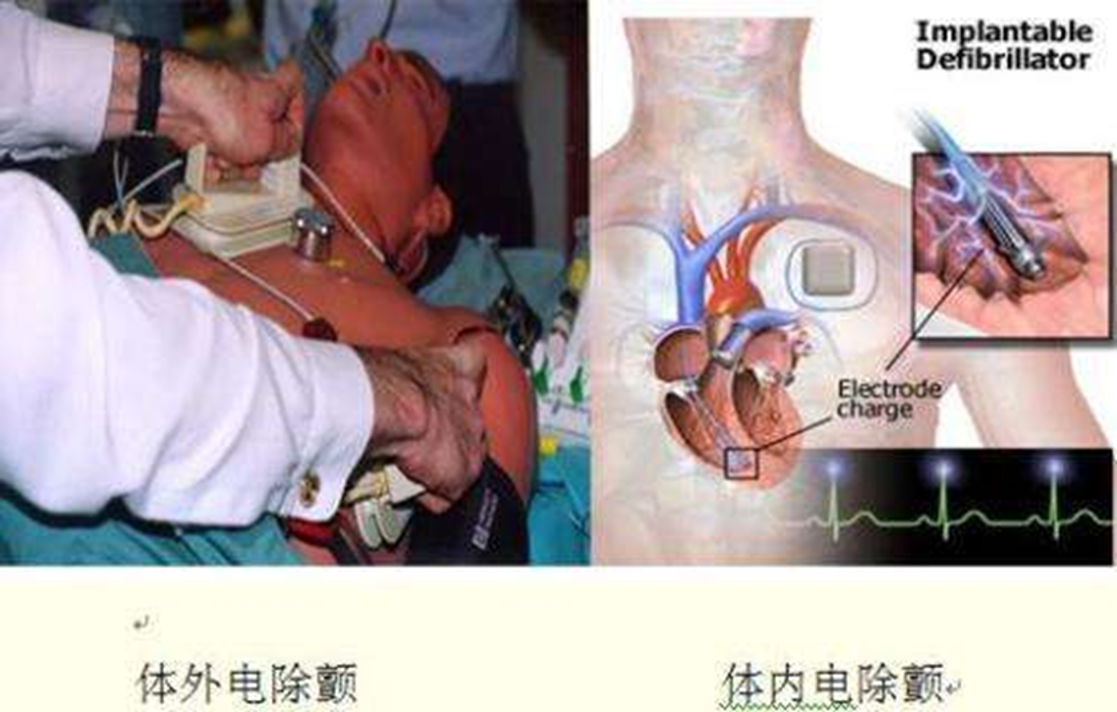 Implantable
Defibrillator
Electrode
charge
体外电除颤
体内电除颤